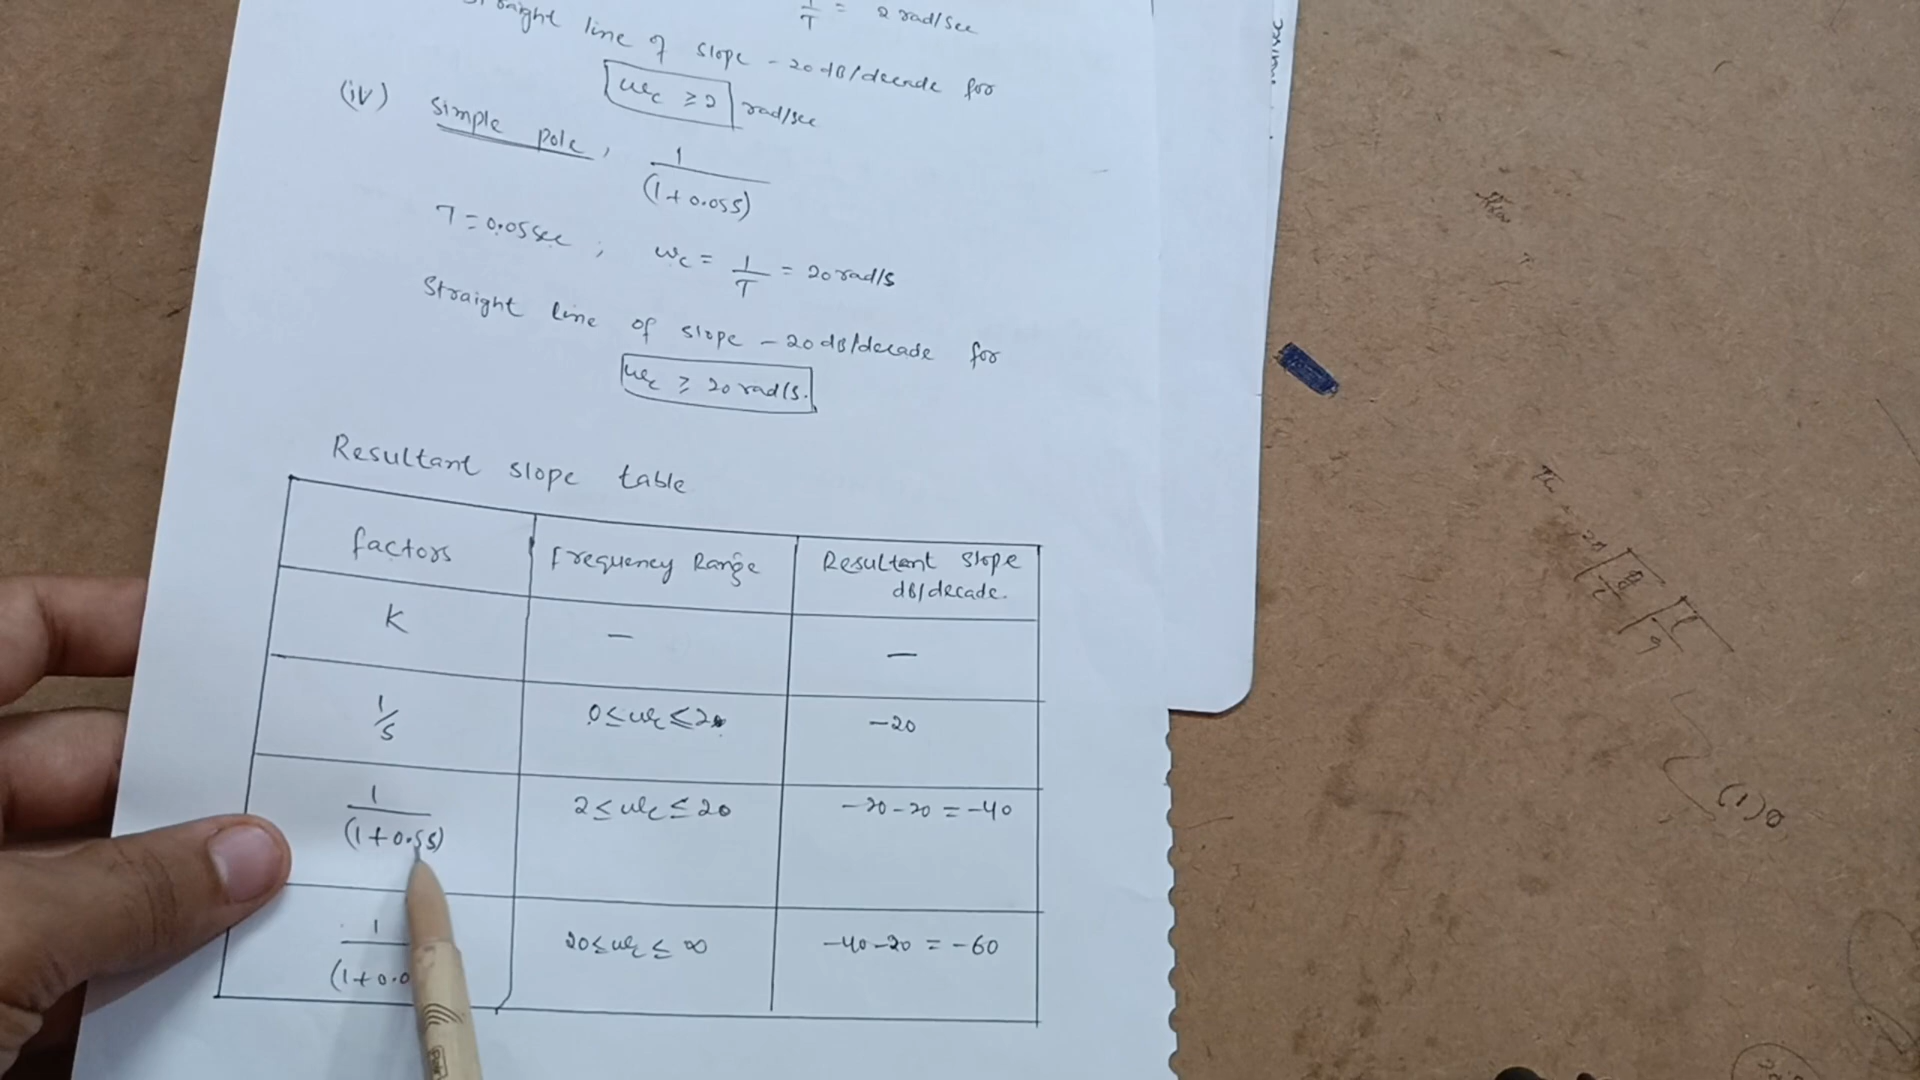 1/T = 2 rad/sec
straight line of slope - 20 dB/decade for
ωc ≥ 2 rad/sec
(iv) simple pole, 1/(1+0.05s)
T = 0.05 sec ; ωc = 1/T = 20 rad/s
Straight line of slope - 20 dB/decade for
ωc ≥ 20 rad/s.
Resultant slope table
factors Frequency Range Resultant Slope dB/decade.
K — —
1/s 0 ≤ ωc ≤ 2 -20
1/(1+0.5s) 2 ≤ ωc ≤ 20 -20-20 = -40
1/(1+0.0 20 ≤ ωc ≤ ∞ -40-20 = -60